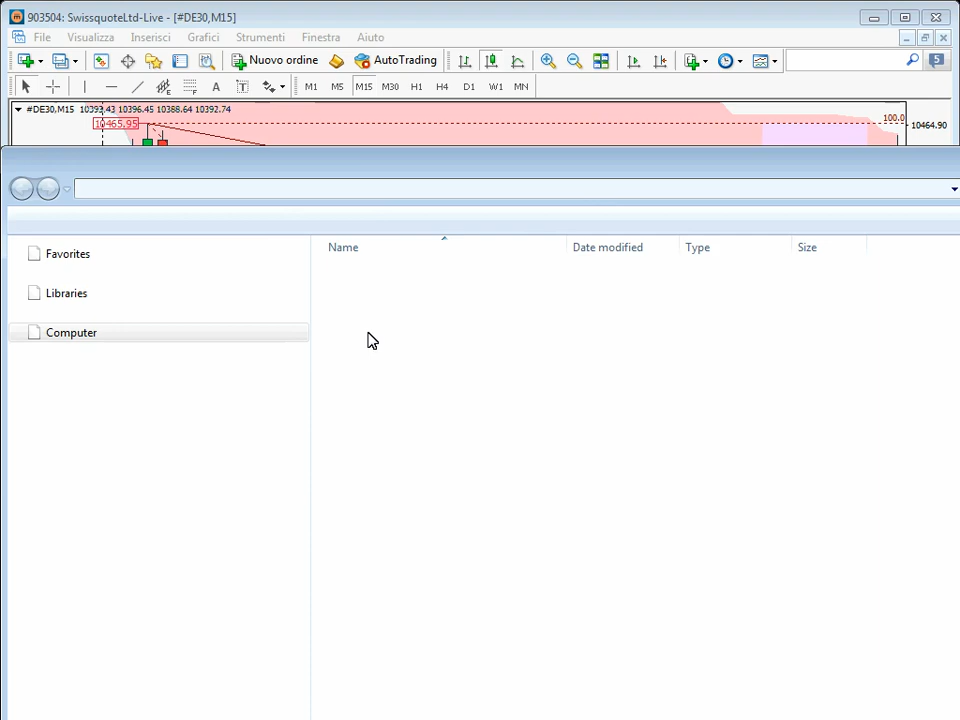 903504: SwissquoteLtd-Live - [#DE30,M15]
File Visualizza Inserisci Grafici Strumenti Finestra Aiuto
Nuovo ordine AutoTrading 5
E F A T M1 M5 M15 M30 H1 H4 D1 W1 MN
#DE30,M15 10393.43 10396.45 10388.64 10392.74
10465.95 100.0 10464.90
Name Date modified Type Size
Favorites
Libraries
Computer